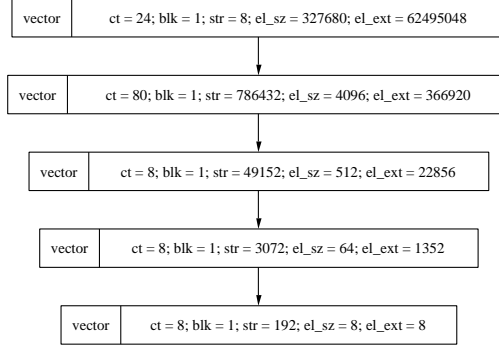 vector ct = 24; blk = 1; str = 8; el_sz = 327680; el_ext = 62495048
vector ct = 80; blk = 1; str = 786432; el_sz = 4096; el_ext = 366920
vector ct = 8; blk = 1; str = 49152; el_sz = 512; el_ext = 22856
vector ct = 8; blk = 1; str = 3072; el_sz = 64; el_ext = 1352
vector ct = 8; blk = 1; str = 192; el_sz = 8; el_ext = 8